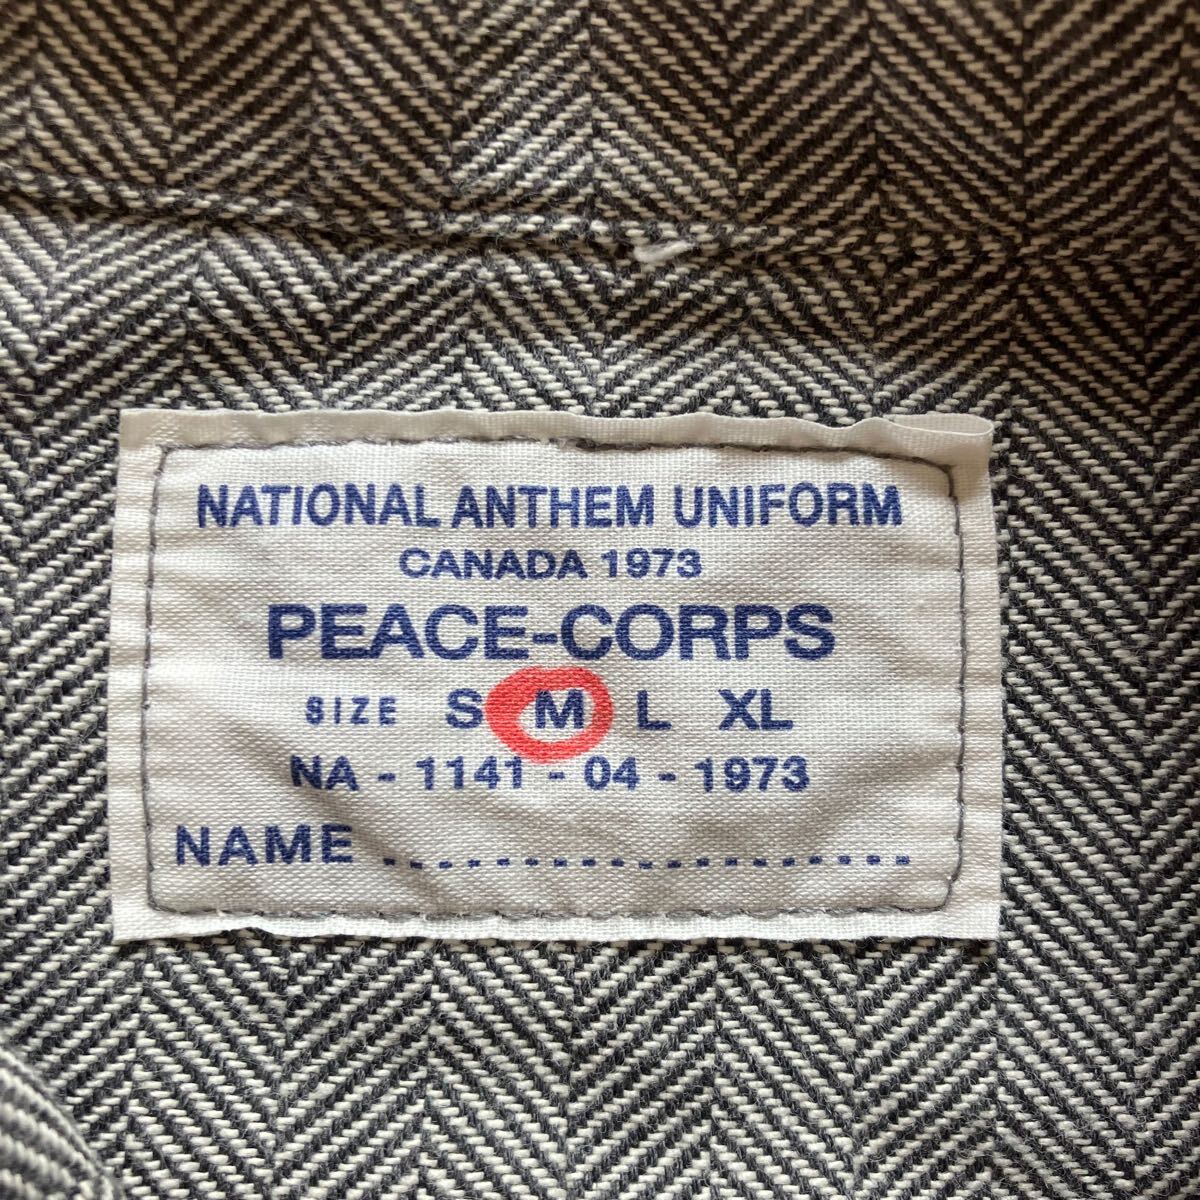 NATIONAL ANTHEM UNIFORM
CANADA 1973
PEACE-CORPS
SIZE S M L XL
NA - 1141 - 04 - 1973
NAME ........................